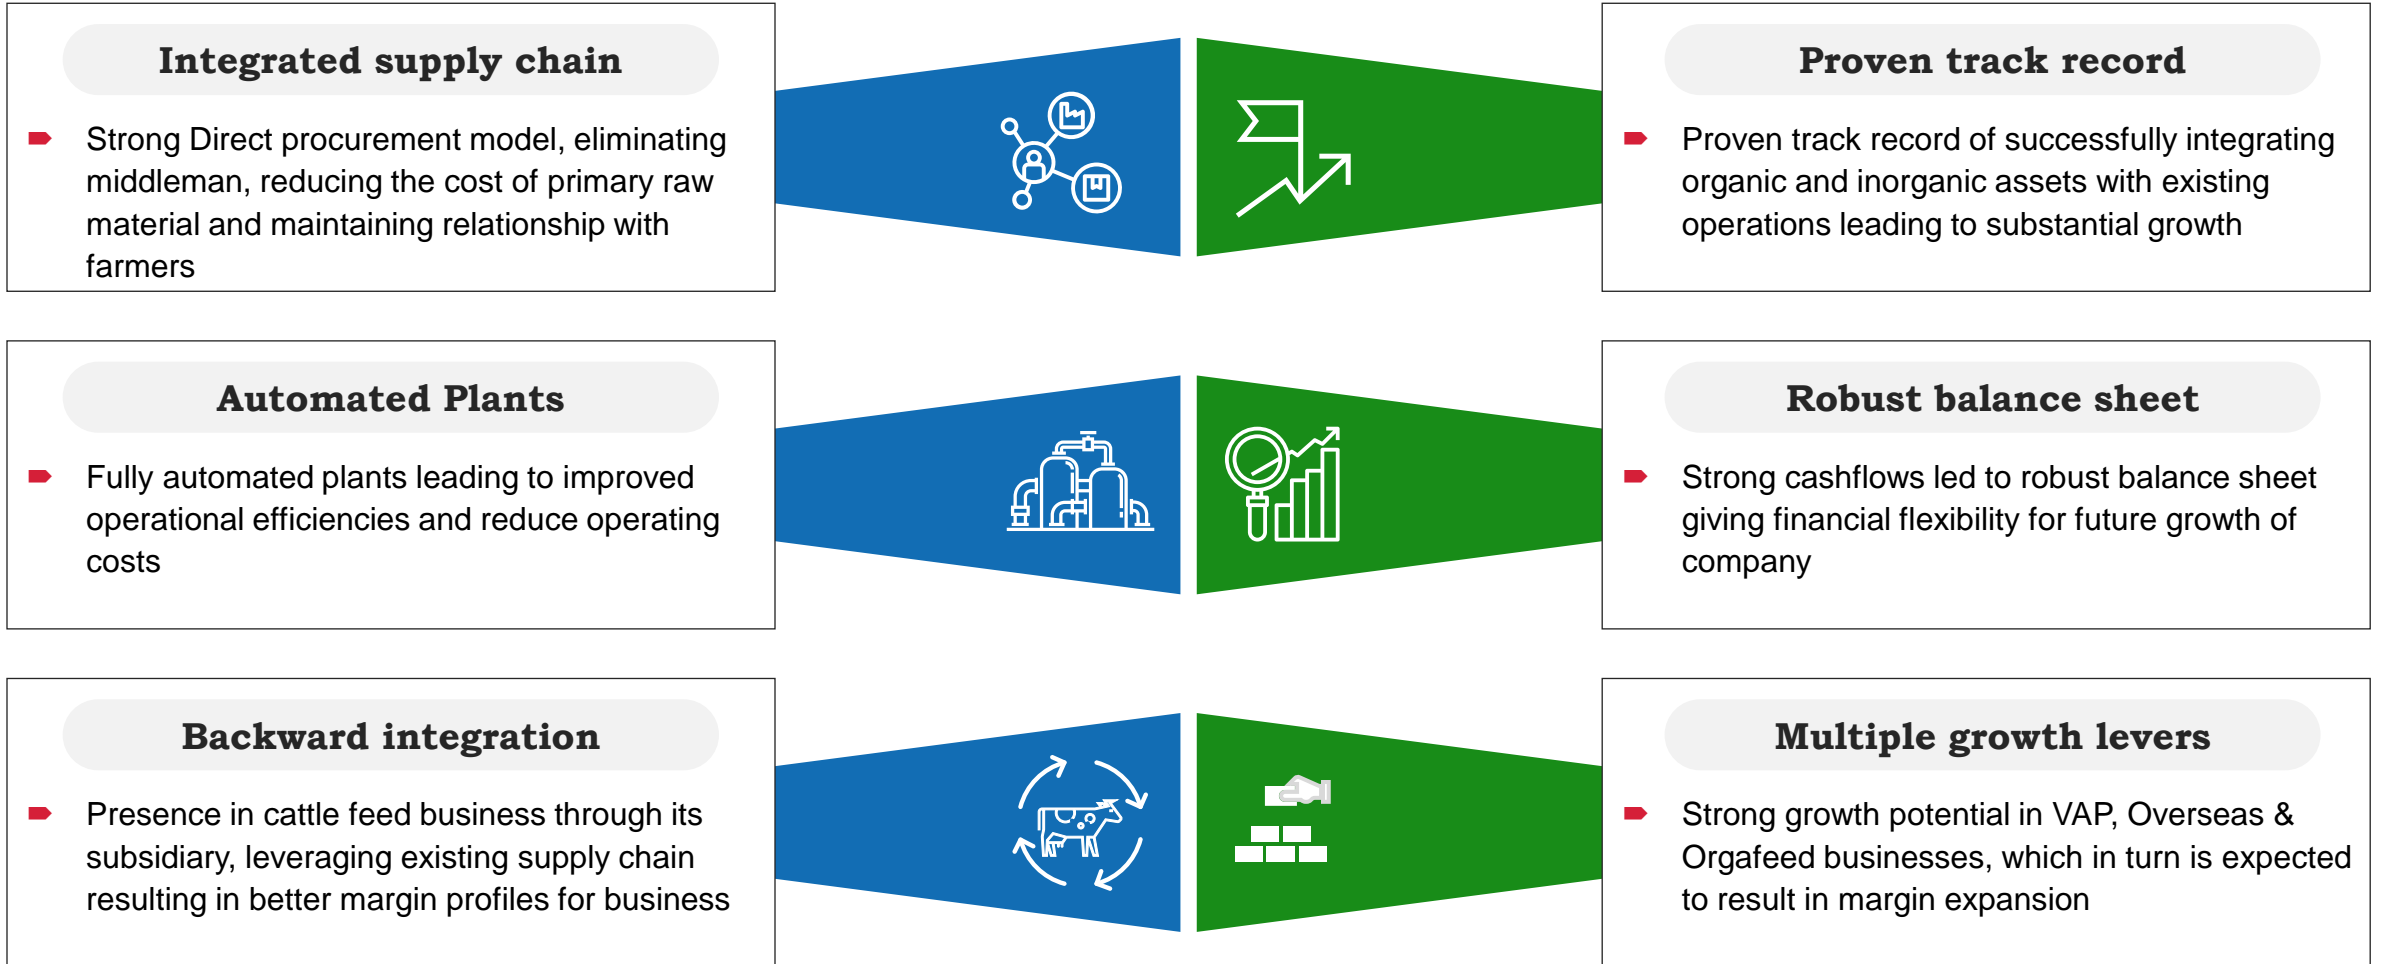 Integrated supply chain
Strong Direct procurement model, eliminating
middleman, reducing the cost of primary raw
material and maintaining relationship with
farmers
Proven track record
Proven track record of successfully integrating
organic and inorganic assets with existing
operations leading to substantial growth
Automated Plants
Fully automated plants leading to improved
operational efficiencies and reduce operating
costs
Robust balance sheet
Strong cashflows led to robust balance sheet
giving financial flexibility for future growth of
company
Backward integration
Presence in cattle feed business through its
subsidiary, leveraging existing supply chain
resulting in better margin profiles for business
Multiple growth levers
Strong growth potential in VAP, Overseas &
Orgafeed businesses, which in turn is expected
to result in margin expansion